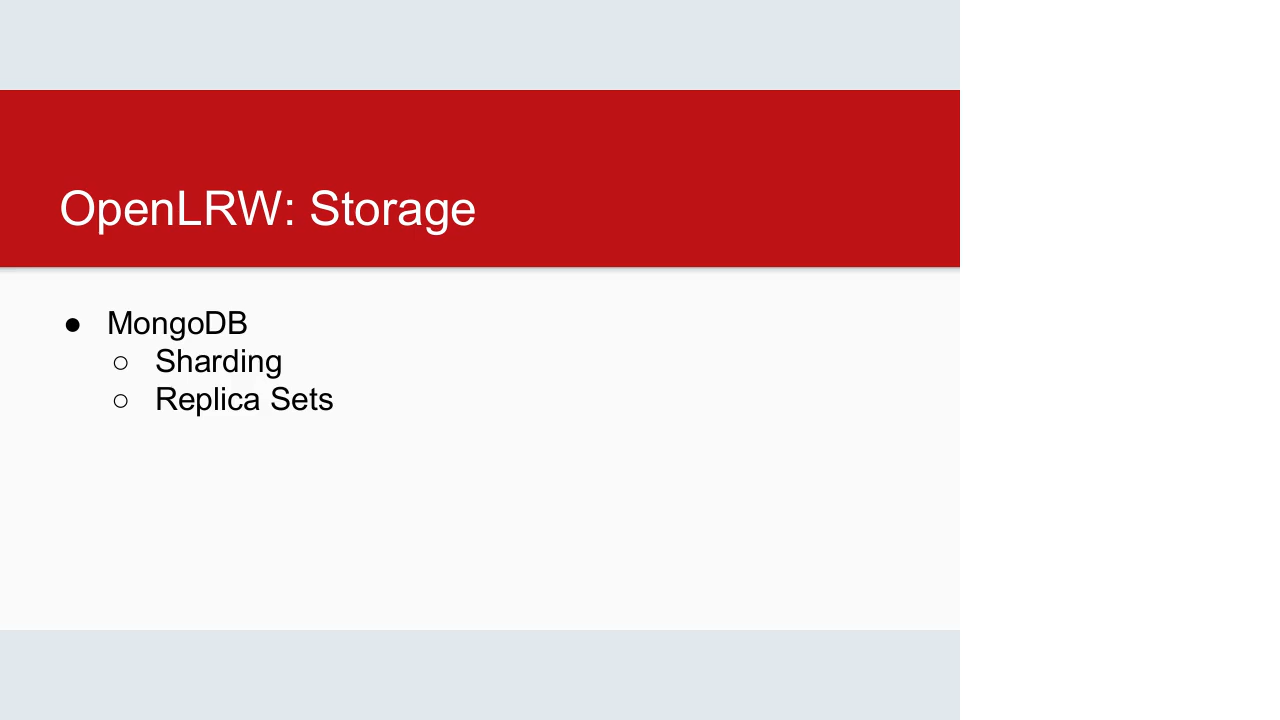 OpenLRW: Storage
● MongoDB
○ Sharding
○ Replica Sets